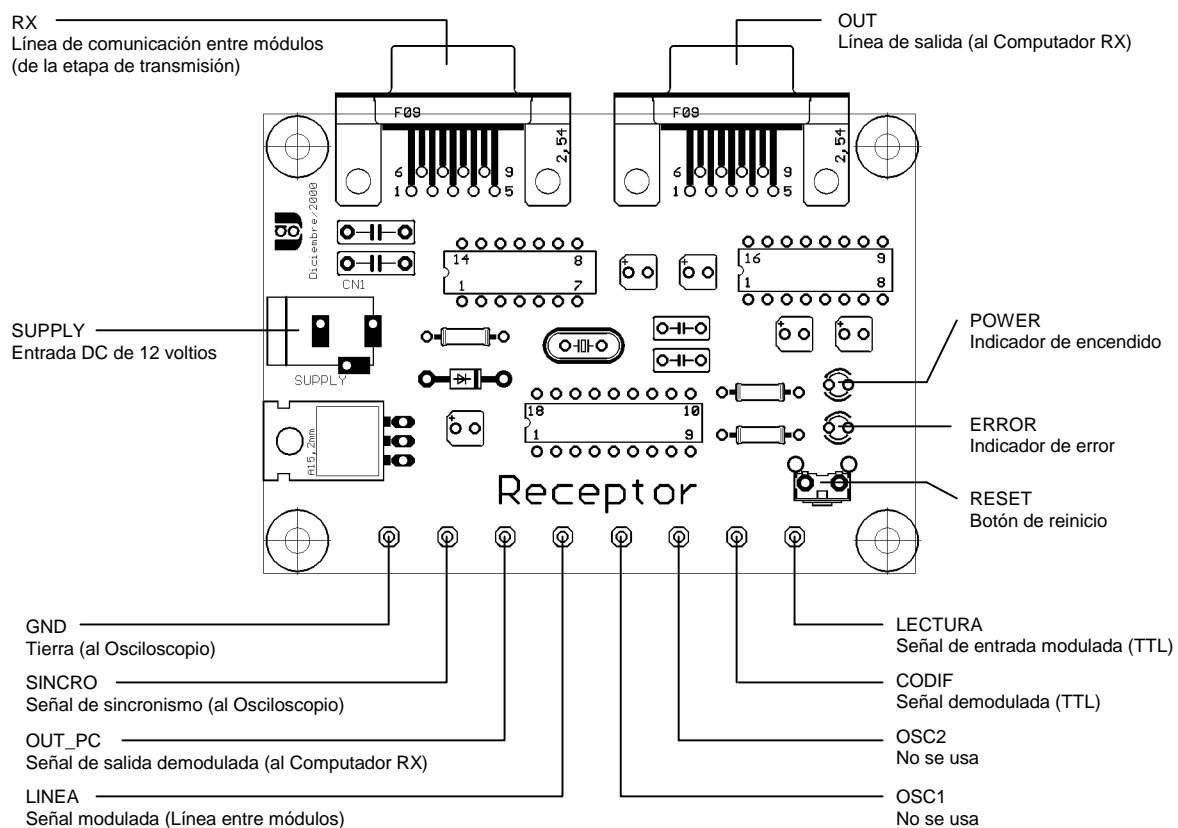 RX
Línea de comunicación entre módulos
(de la etapa de transmisión)
OUT
Línea de salida (al Computador RX)
F09
F09
2,54
2,54
6 9
1 5
6 9
1 5
Diciembre/2000
CN1
14 8
1 7
16 9
1 8
SUPPLY
Entrada DC de 12 voltios
SUPPLY
POWER
Indicador de encendido
A15,2mm
18 10
1 9
ERROR
Indicador de error
Receptor
RESET
Botón de reinicio
GND
Tierra (al Osciloscopio)
SINCRO
Señal de sincronismo (al Osciloscopio)
OUT_PC
Señal de salida demodulada (al Computador RX)
LINEA
Señal modulada (Línea entre módulos)
LECTURA
Señal de entrada modulada (TTL)
CODIF
Señal demodulada (TTL)
OSC2
No se usa
OSC1
No se usa